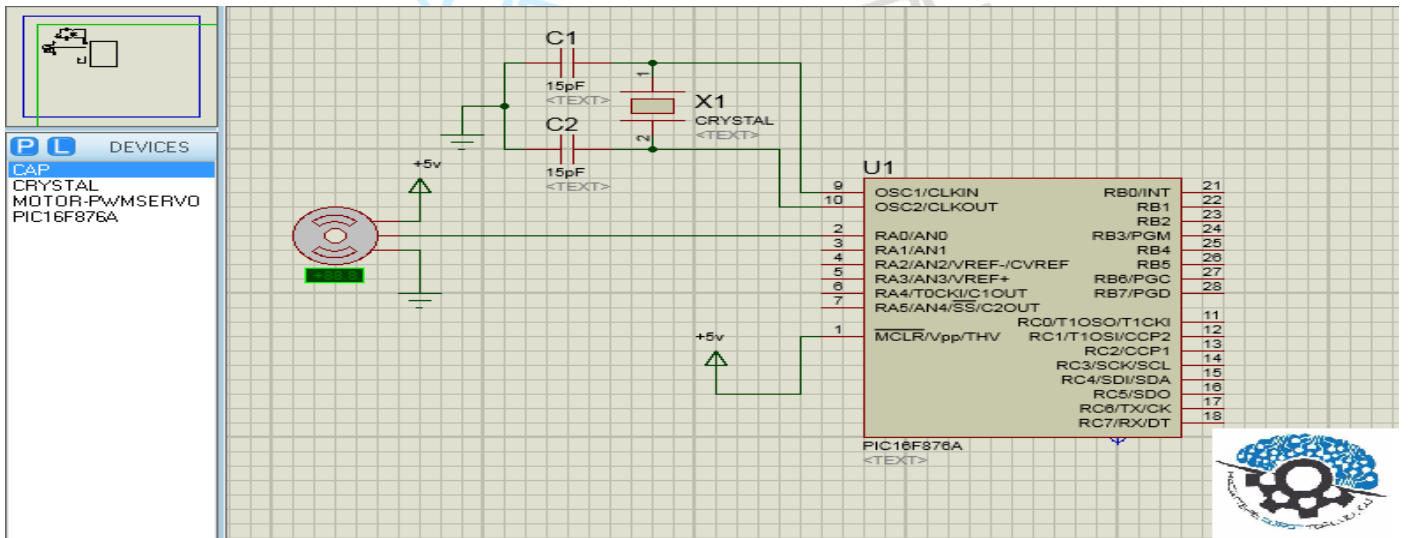 P L DEVICES
CAP
CRYSTAL
MOTOR-PWMSERVO
PIC16F876A
C1
15pF
<TEXT>
C2
15pF
<TEXT>
1
2
X1
CRYSTAL
<TEXT>
+5v
+88.8
+5v
U1
9 OSC1/CLKIN RB0/INT 21
10 OSC2/CLKOUT RB1 22
RB2 23
2 RA0/AN0 RB3/PGM 24
3 RA1/AN1 RB4 25
4 RA2/AN2/VREF-/CVREF RB5 26
5 RA3/AN3/VREF+ RB6/PGC 27
6 RA4/T0CKI/C1OUT RB7/PGD 28
7 RA5/AN4/SS/C2OUT
RC0/T1OSO/T1CKI 11
1 MCLR/Vpp/THV RC1/T1OSI/CCP2 12
RC2/CCP1 13
RC3/SCK/SCL 14
RC4/SDI/SDA 15
RC5/SDO 16
RC6/TX/CK 17
RC7/RX/DT 18
PIC16F876A
<TEXT>